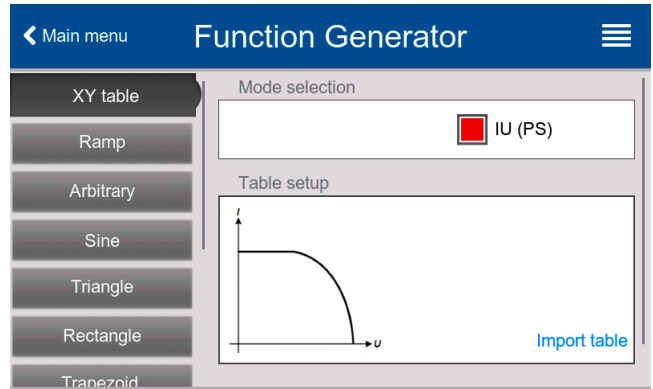 Main menu
Function Generator
XY table
Ramp
Arbitrary
Sine
Triangle
Rectangle
Trapezoid
Mode selection
IU (PS)
Table setup
I
U
Import table